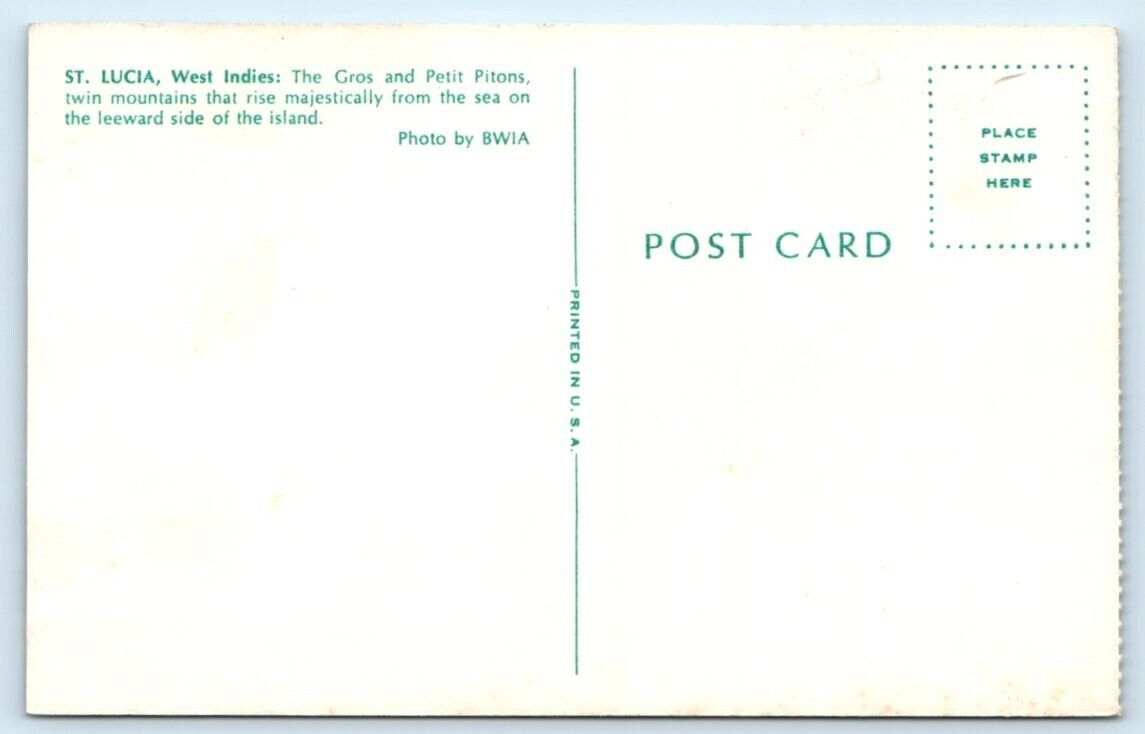 ST. LUCIA, West Indies: The Gros and Petit Pitons,
twin mountains that rise majestically from the sea on
the leeward side of the island.
Photo by BWIA
PLACE
STAMP
HERE
POST CARD
PRINTED IN U. S. A.